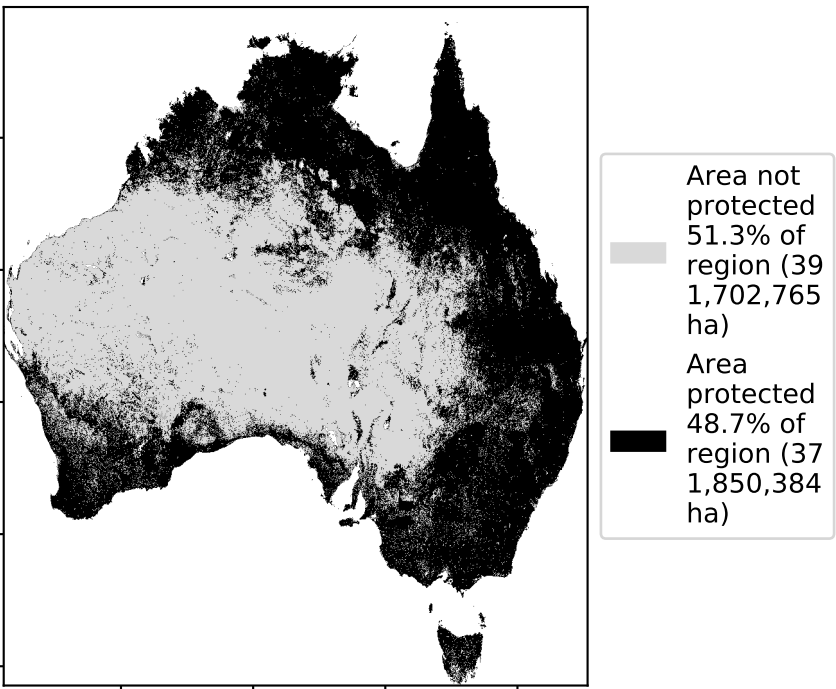 Area not
protected
51.3% of
region (39
1,702,765
ha)
Area
protected
48.7% of
region (37
1,850,384
ha)